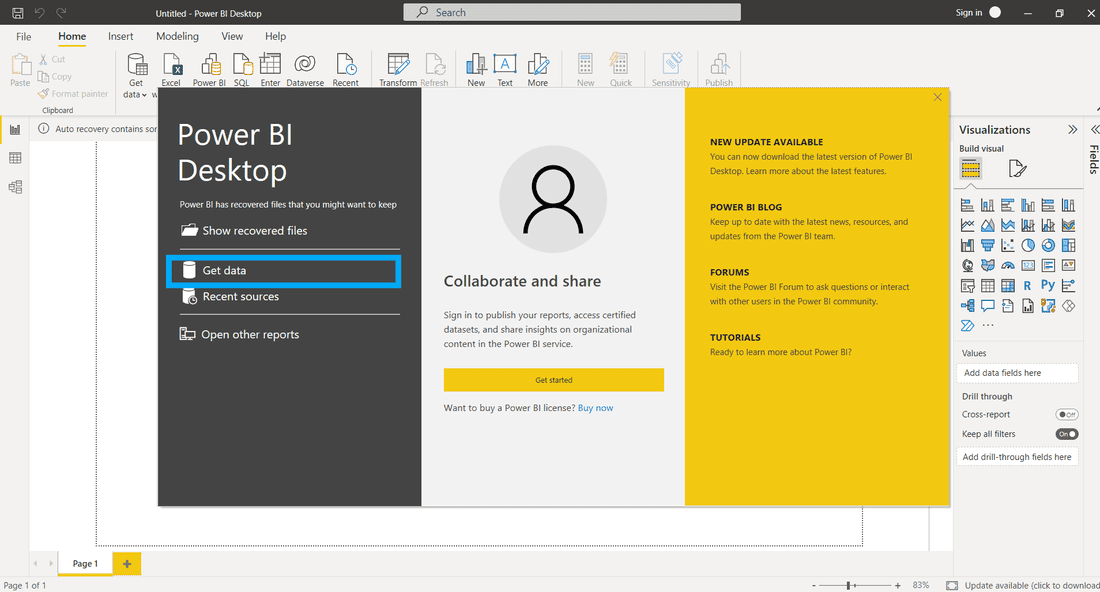 Untitled - Power BI Desktop
Search
Sign in
File Home Insert Modeling View Help
Paste
Cut
Copy
Format painter
Clipboard
Get data
Excel
Power BI
SQL
Enter
Dataverse
Recent
Transform
Refresh
New
Text
More
New
Quick
Sensitivity
Publish
Auto recovery contains
Power BI
Desktop
Power BI has recovered files that you might want to keep
Show recovered files
Get data
Recent sources
Open other reports
Collaborate and share
Sign in to publish your reports, access certified
datasets, and share insights on organizational
content in the Power BI service.
Get started
Want to buy a Power BI license? Buy now
NEW UPDATE AVAILABLE
You can now download the latest version of Power BI
Desktop. Learn more about the latest features.
POWER BI BLOG
Keep up to date with the latest news, resources, and
updates from the Power BI team.
FORUMS
Visit the Power BI Forum to ask questions or interact
with other users in the Power BI community.
TUTORIALS
Ready to learn more about Power BI?
Visualizations
Build visual
Fields
123
R
Py
Values
Add data fields here
Drill through
Cross-report
Off
Keep all filters
On
Add drill-through fields here
Page 1
Page 1 of 1
- + 83%
Update available (click to download